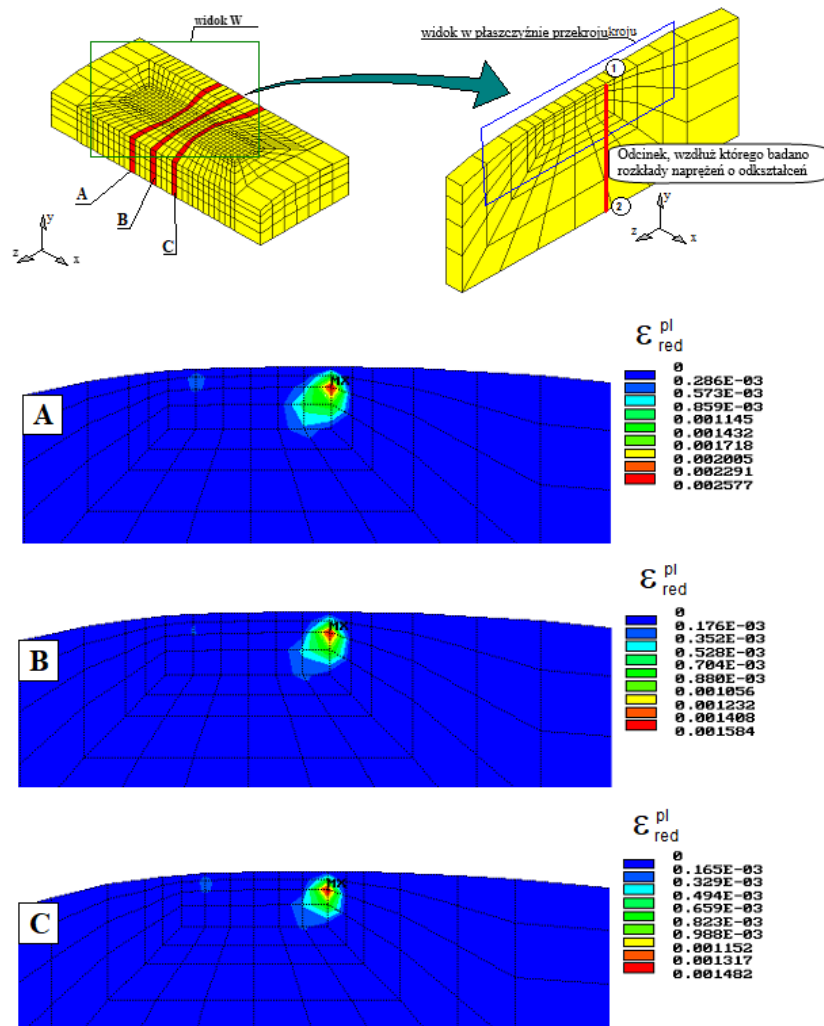 widok W
A
B
C
y
z
x
widok w płaszczyźnie przekrojukroju
1
Odcinek, wzdłuż którego badano
rozkłady naprężeń o odkształceń
2
y
z
x
A
MX
ε pl red
0
0.286E-03
0.573E-03
0.859E-03
0.001145
0.001432
0.001718
0.002005
0.002291
0.002577
B
MX
ε pl red
0
0.176E-03
0.352E-03
0.528E-03
0.704E-03
0.880E-03
0.001056
0.001232
0.001408
0.001584
C
MX
ε pl red
0
0.165E-03
0.329E-03
0.494E-03
0.659E-03
0.823E-03
0.988E-03
0.001152
0.001317
0.001482